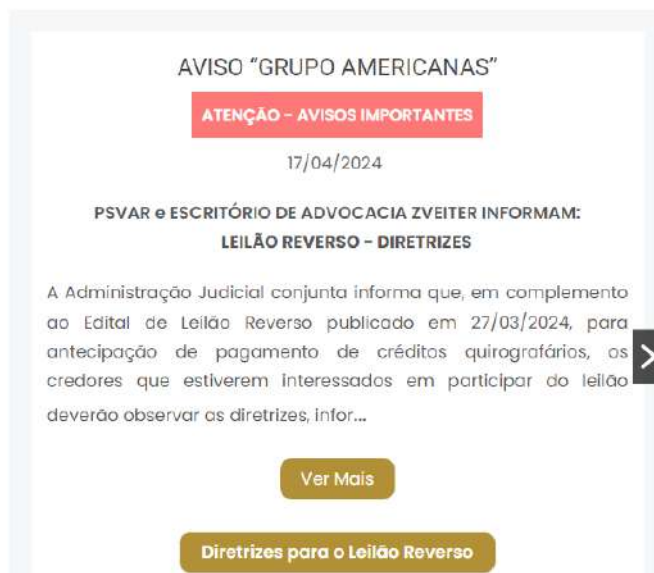 AVISO “GRUPO AMERICANAS”
ATENÇÃO - AVISOS IMPORTANTES
17/04/2024
PSVAR e ESCRITÓRIO DE ADVOCACIA ZVEITER INFORMAM:
LEILÃO REVERSO - DIRETRIZES
A Administração Judicial conjunta informa que, em complemento
ao Edital de Leilão Reverso publicado em 27/03/2024, para
antecipação de pagamento de créditos quirografários, os
credores que estiverem interessados em participar do leilão
deverão observar as diretrizes, infor...
Ver Mais
Diretrizes para o Leilão Reverso